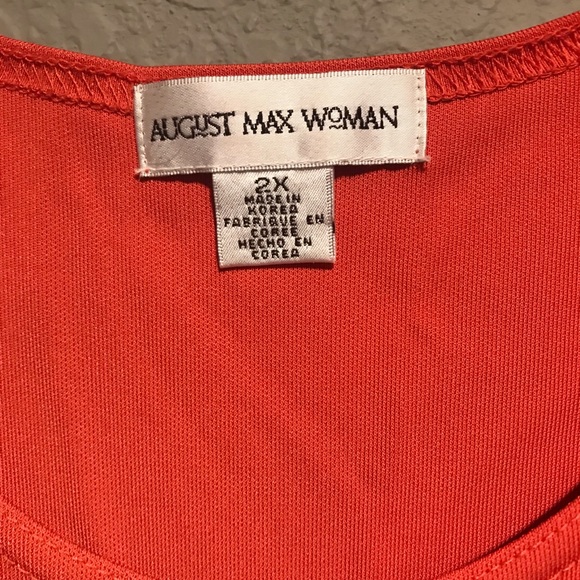 AUGUST MAX WOMAN
2X
MADE IN
KOREA
FABRIQUE EN
COREE
HECHO EN
COREA